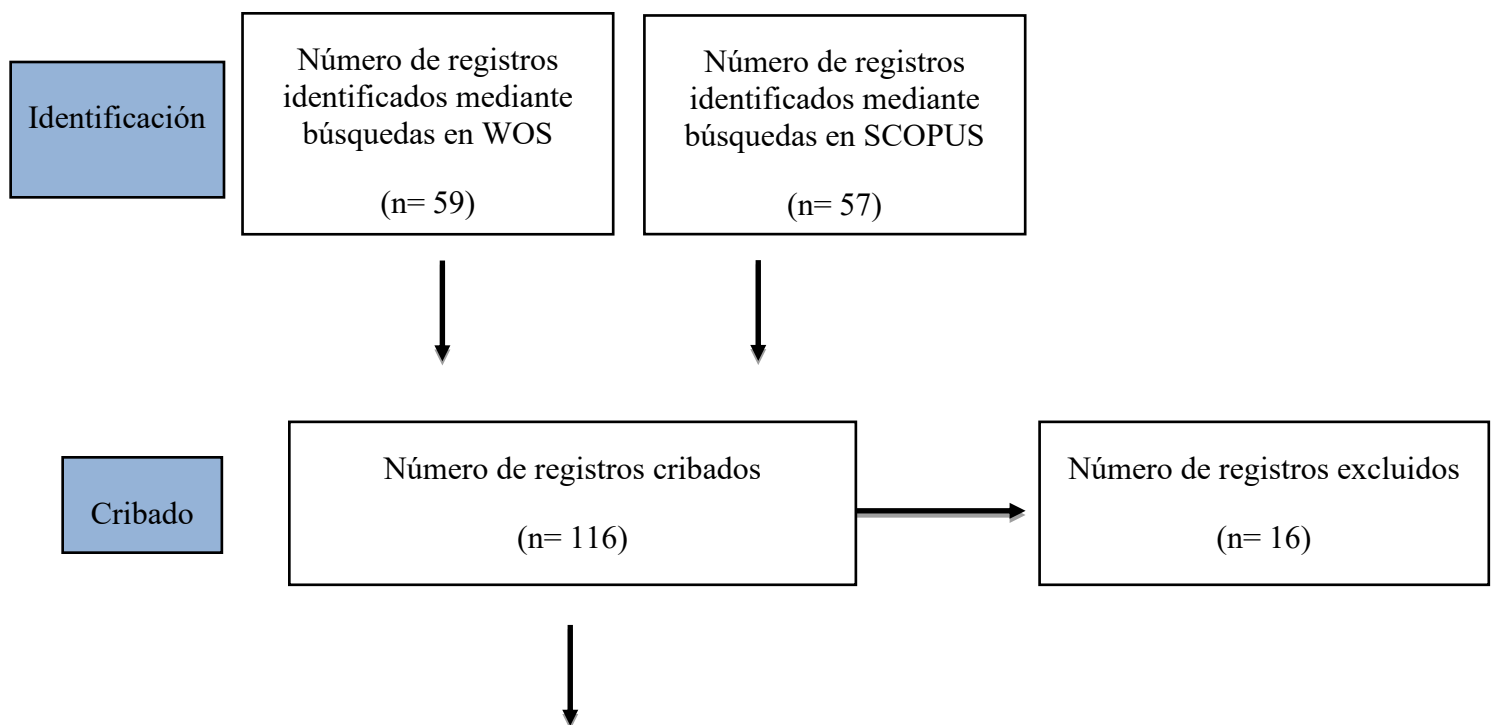 Identificación
Número de registros
identificados mediante
búsquedas en WOS
(n= 59)
Número de registros
identificados mediante
búsquedas en SCOPUS
(n= 57)
Cribado
Número de registros cribados
(n= 116)
Número de registros excluidos
(n= 16)